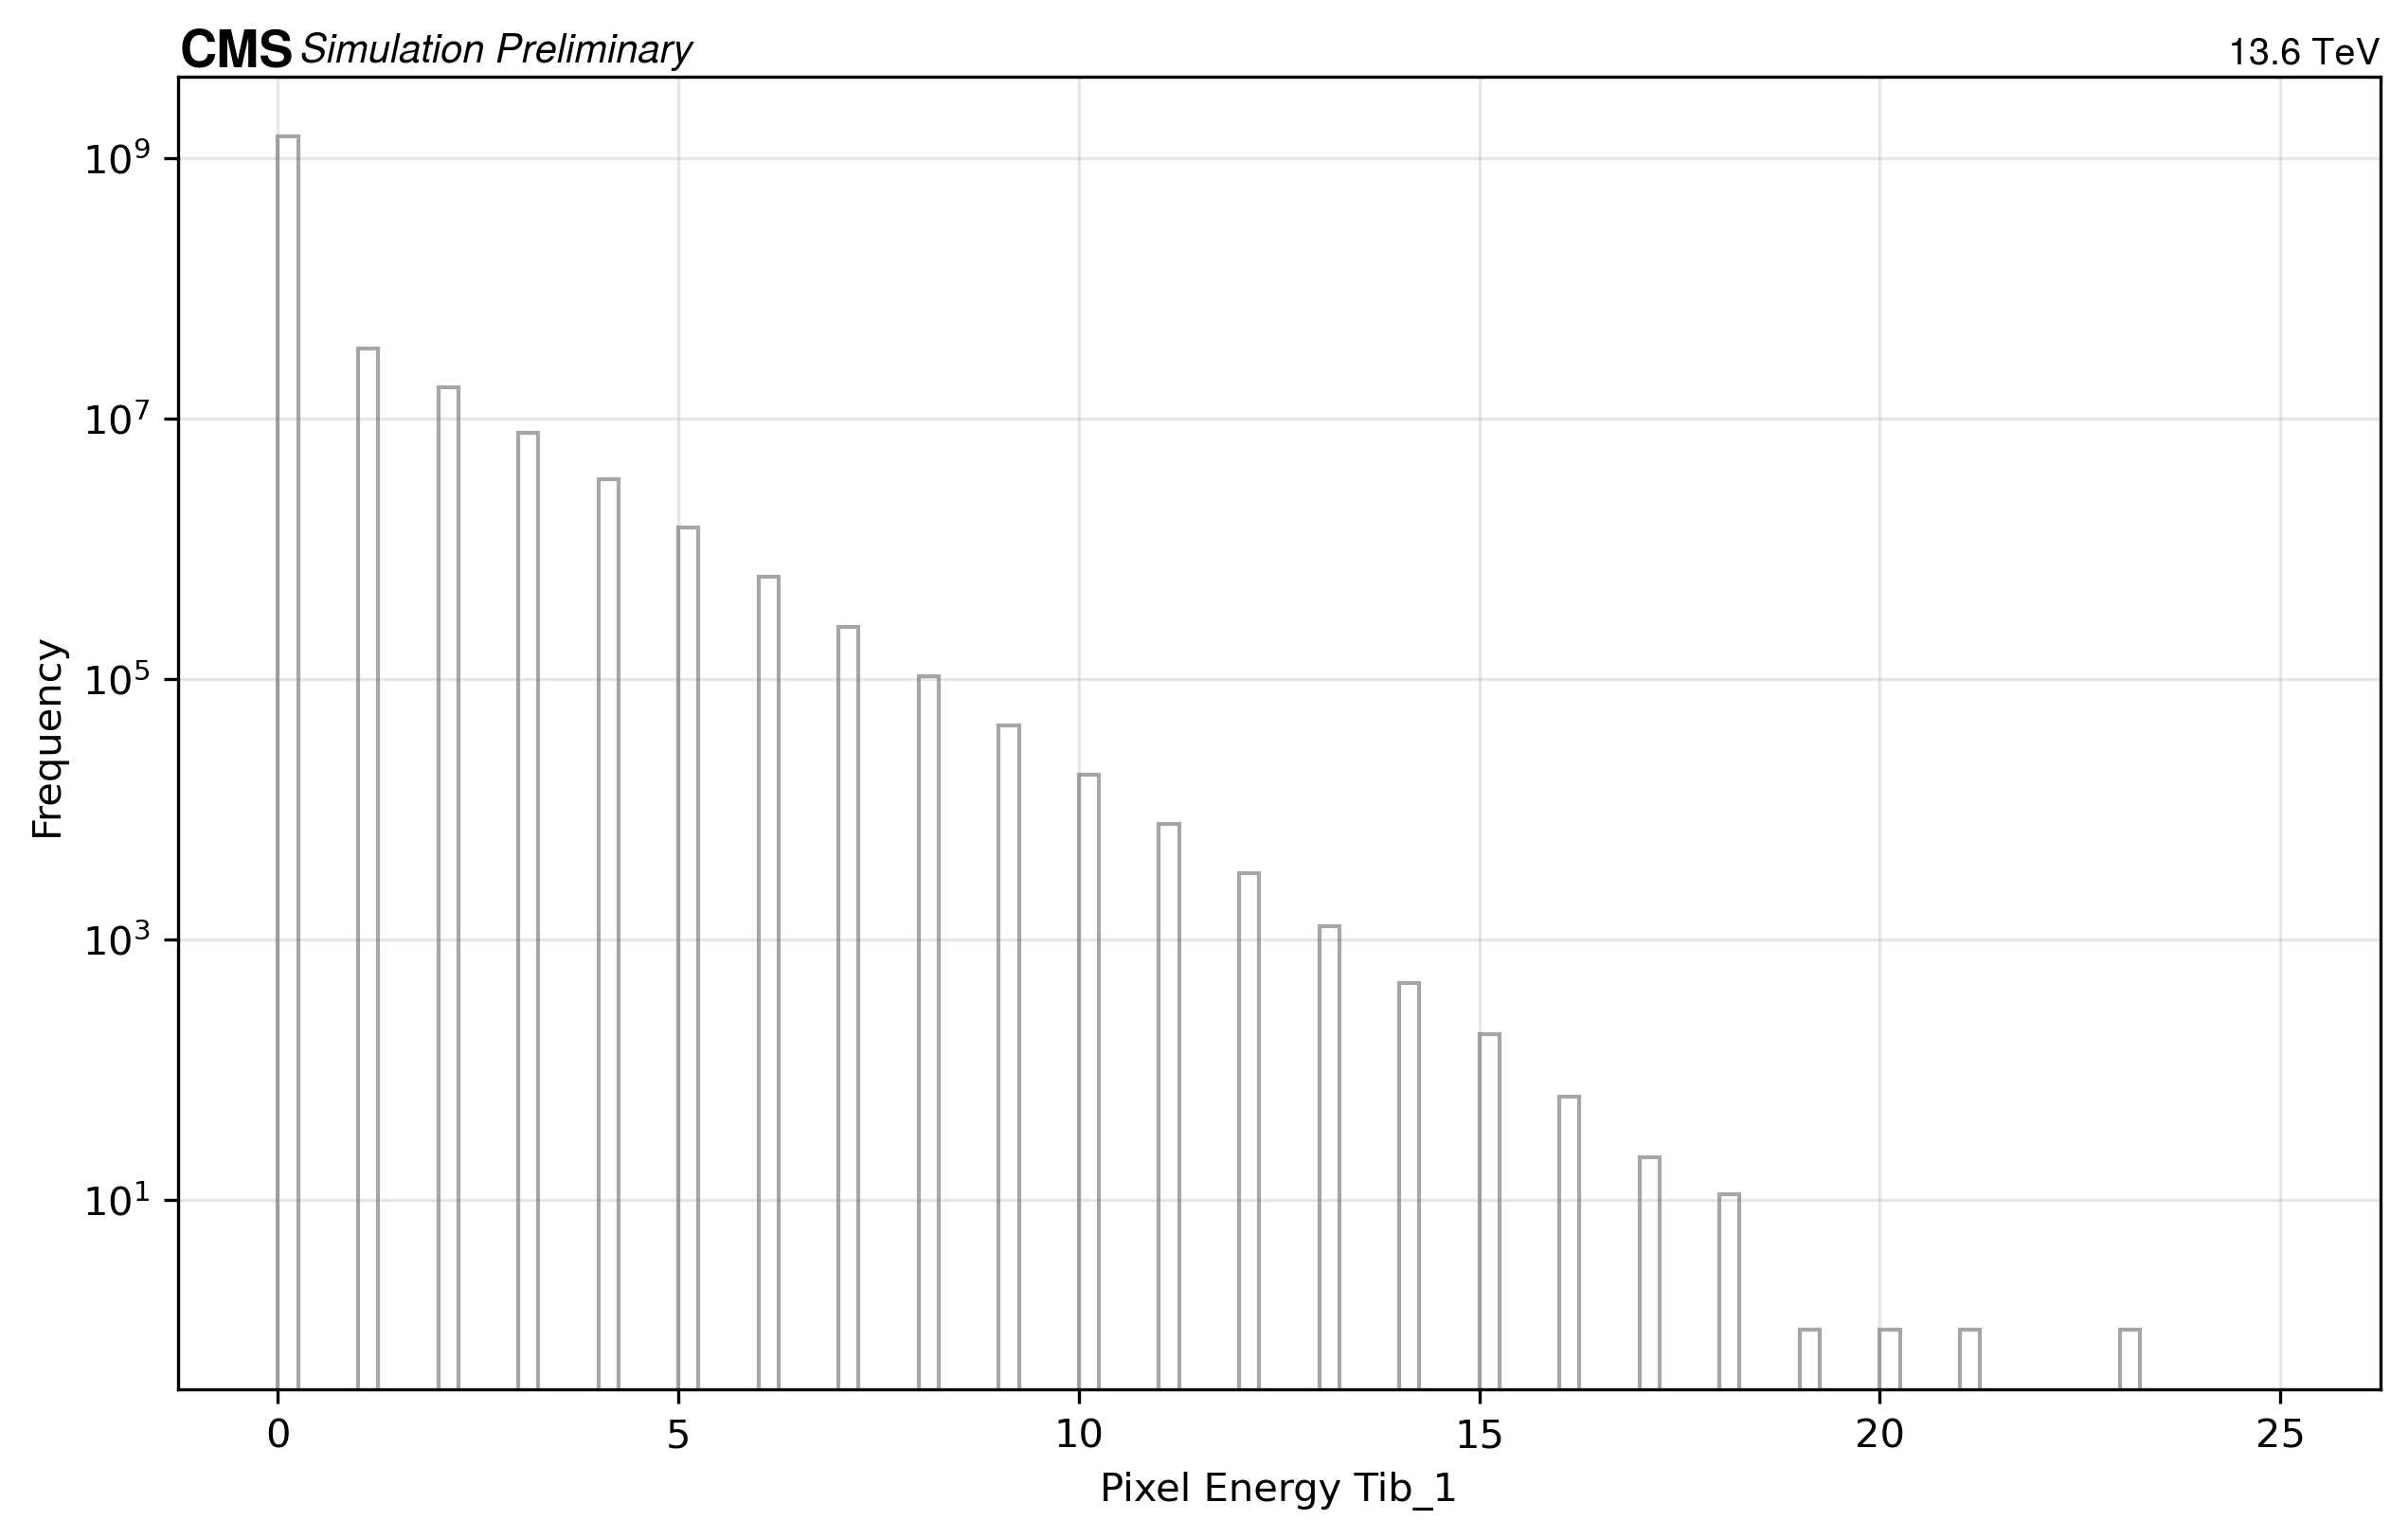 CMS Simulation Preliminary 13.6 TeV
10⁹
10⁷
10⁵
10³
10¹
Frequency
0 5 10 15 20 25
Pixel Energy Tib_1